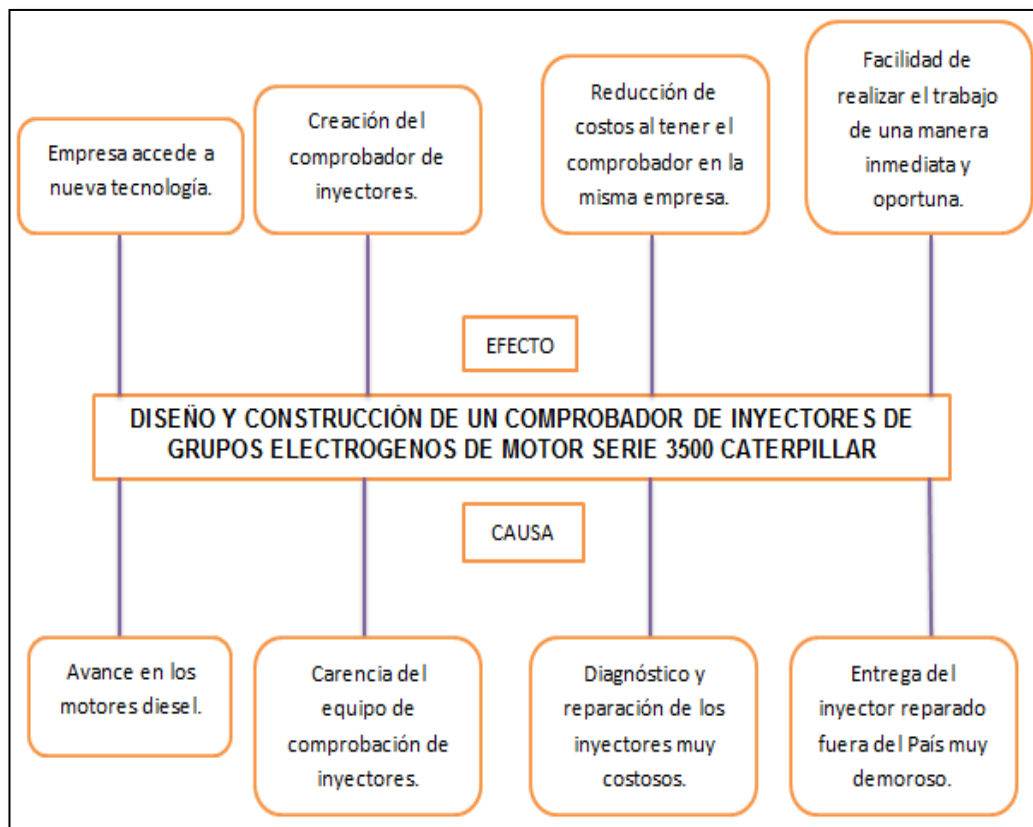 Empresa accede a
nueva tecnología.
Creación del
comprobador de
inyectores.
Reducción de
costos al tener el
comprobador en la
misma empresa.
Facilidad de
realizar el trabajo
de una manera
inmediata y
oportuna.
EFECTO
DISEÑO Y CONSTRUCCIÓN DE UN COMPROBADOR DE INYECTORES DE
GRUPOS ELECTROGENOS DE MOTOR SERIE 3500 CATERPILLAR
CAUSA
Avance en los
motores diesel.
Carencia del
equipo de
comprobación de
inyectores.
Diagnóstico y
reparación de los
inyectores muy
costosos.
Entrega del
inyector reparado
fuera del País muy
demoroso.